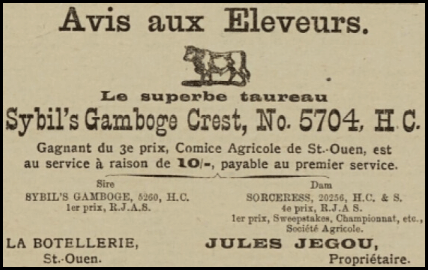 Avis aux Eleveurs.
Le superbe taureau
Sybil's Gamboge Crest, No. 5704, H.C.
Gagnant du 3e prix, Comice Agricole de St.-Ouen, est
au service à raison de 10/-, payable au premier service.
Sire
SYBIL'S GAMBOGE, 5260, H.C.
1er prix, R.J.A.S.
Dam
SORCERESS, 20256, H.C. & S.
4e prix, R.J.A S.
1er prix, Sweepstakes, Championnat, etc.,
Société Agricole.
LA BOTELLERIE,
St.-Ouen.
JULES JEGOU,
Propriétaire.